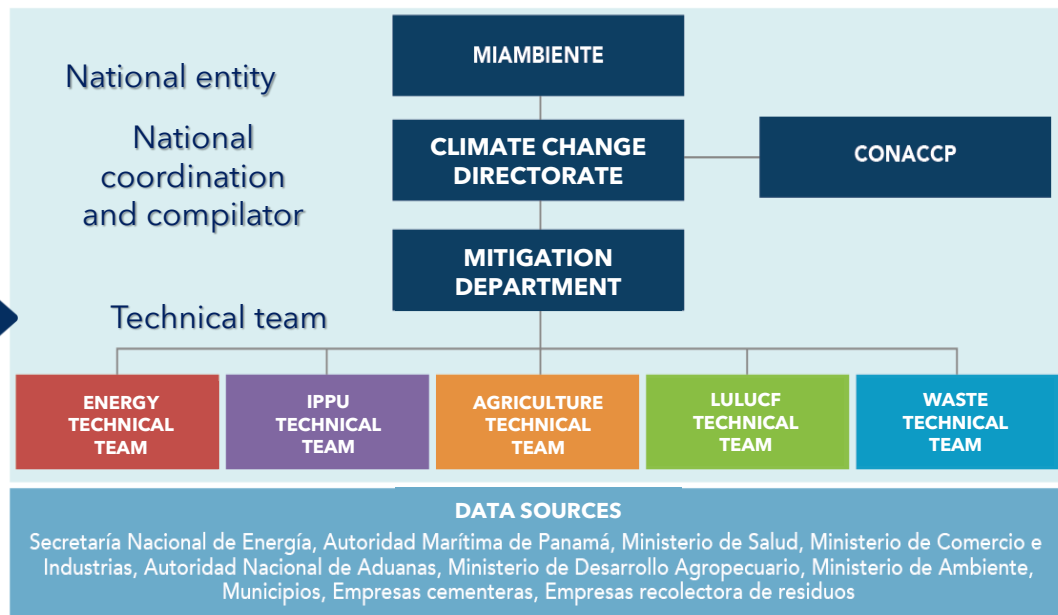 MIAMBIENTE
National entity
CLIMATE CHANGE
DIRECTORATE
CONACCP
National
coordination
and compilator
MITIGATION
DEPARTMENT
Technical team
ENERGY
TECHNICAL
TEAM
IPPU
TECHNICAL
TEAM
AGRICULTURE
TECHNICAL
TEAM
LULUCF
TECHNICAL
TEAM
WASTE
TECHNICAL
TEAM
DATA SOURCES
Secretaría Nacional de Energía, Autoridad Marítima de Panamá, Ministerio de Salud, Ministerio de Comercio e
Industrias, Autoridad Nacional de Aduanas, Ministerio de Desarrollo Agropecuario, Ministerio de Ambiente,
Municipios, Empresas cementeras, Empresas recolectora de residuos